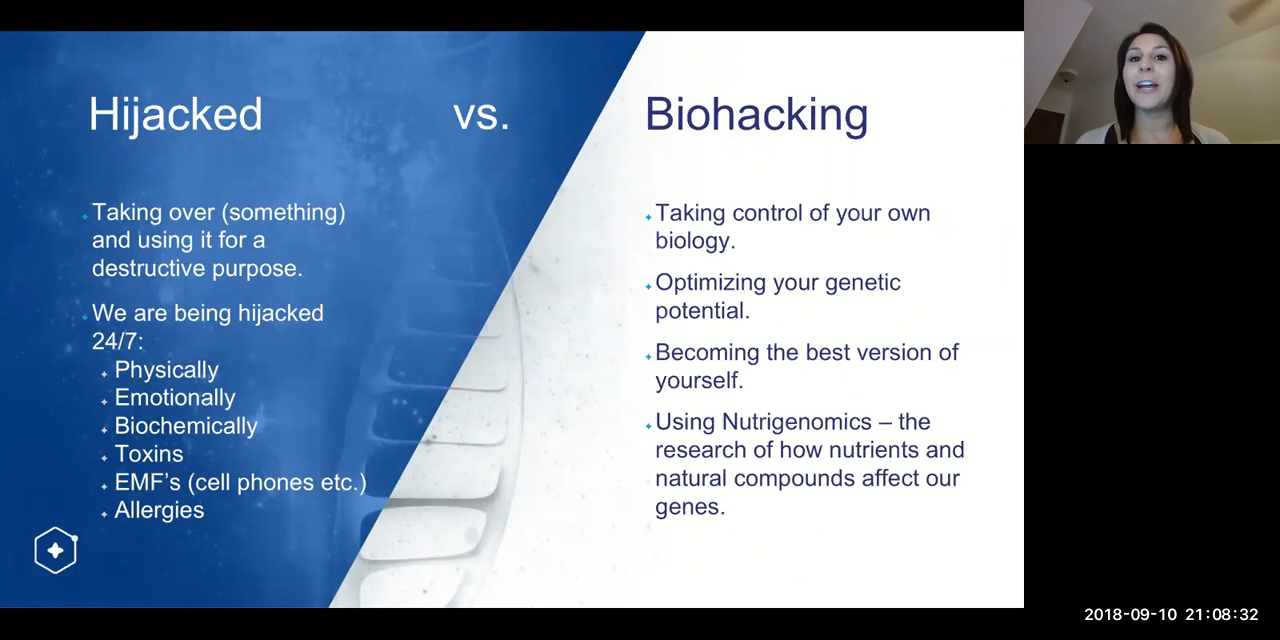 Hijacked vs. Biohacking
Taking over (something)
and using it for a
destructive purpose.
We are being hijacked
24/7:
Physically
Emotionally
Biochemically
Toxins
EMF's (cell phones etc.)
Allergies
Taking control of your own
biology.
Optimizing your genetic
potential.
Becoming the best version of
yourself.
Using Nutrigenomics – the
research of how nutrients and
natural compounds affect our
genes.
2018-09-10 21:08:32